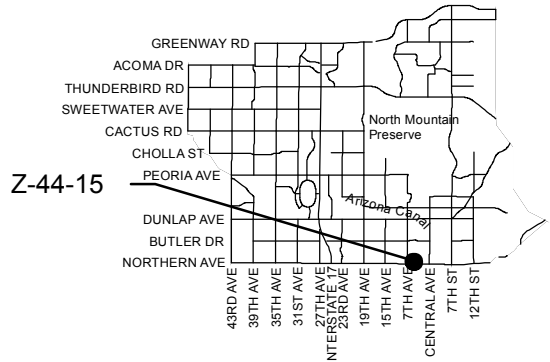 GREENWAY RD
ACOMA DR
THUNDERBIRD RD
SWEETWATER AVE
CACTUS RD
CHOLLA ST
PEORIA AVE
DUNLAP AVE
BUTLER DR
NORTHERN AVE
North Mountain
Preserve
Arizona Canal
Z-44-15
43RD AVE
39TH AVE
35TH AVE
31ST AVE
27TH AVE
NTERSTATE 17
23RD AVE
19TH AVE
15TH AVE
7TH AVE
CENTRAL AVE
7TH ST
12TH ST